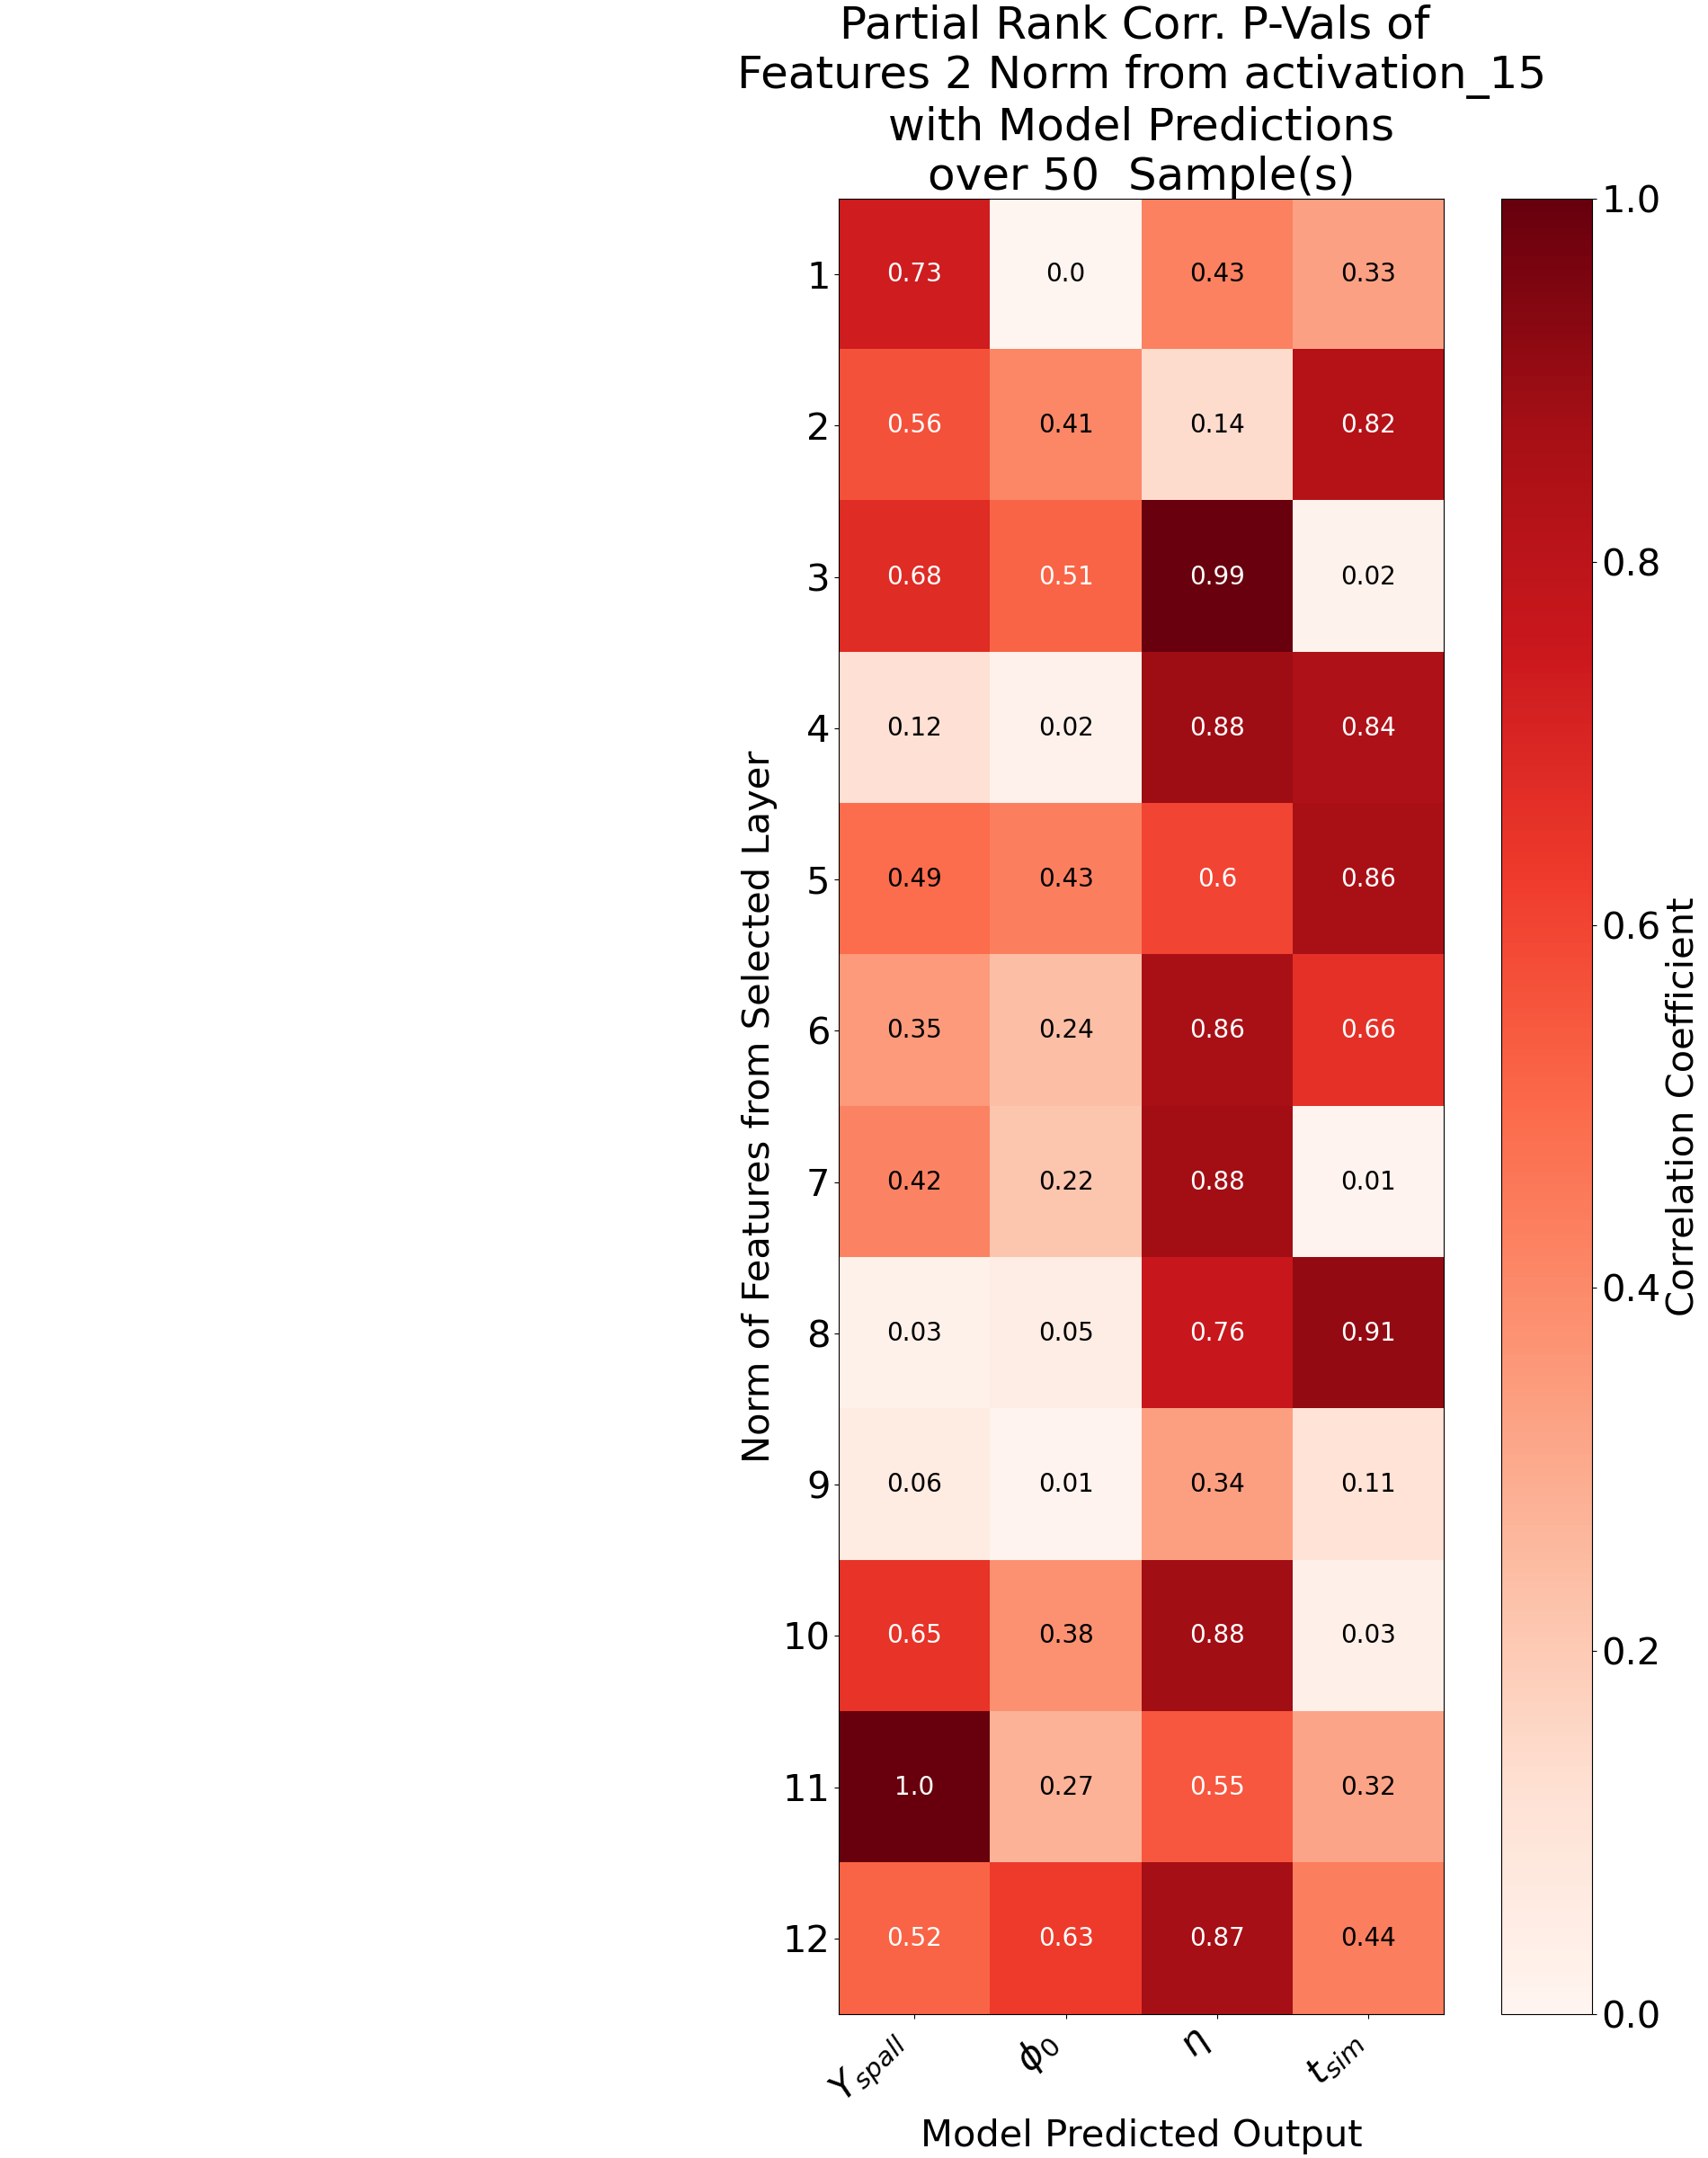 Partial Rank Corr. P-Vals of
Features 2 Norm from activation_15
with Model Predictions
over 50  Sample(s)
Norm of Features from Selected Layer
1 0.73 0.0 0.43 0.33
2 0.56 0.41 0.14 0.82
3 0.68 0.51 0.99 0.02
4 0.12 0.02 0.88 0.84
5 0.49 0.43 0.6 0.86
6 0.35 0.24 0.86 0.66
7 0.42 0.22 0.88 0.01
8 0.03 0.05 0.76 0.91
9 0.06 0.01 0.34 0.11
10 0.65 0.38 0.88 0.03
11 1.0 0.27 0.55 0.32
12 0.52 0.63 0.87 0.44
Y_spall ϕ_0 η t_sim
Model Predicted Output
1.0
0.8
0.6
0.4
0.2
0.0
Correlation Coefficient